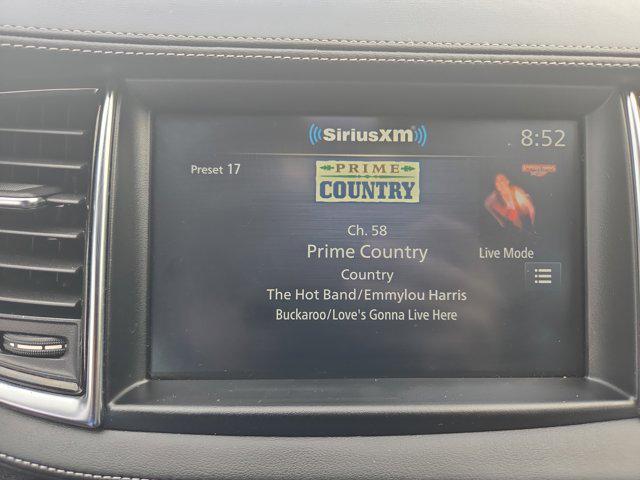 SiriusXM
8:52
Preset 17
PRIME
COUNTRY
Ch. 58
Prime Country
Live Mode
Country
The Hot Band/Emmylou Harris
Buckaroo/Love's Gonna Live Here